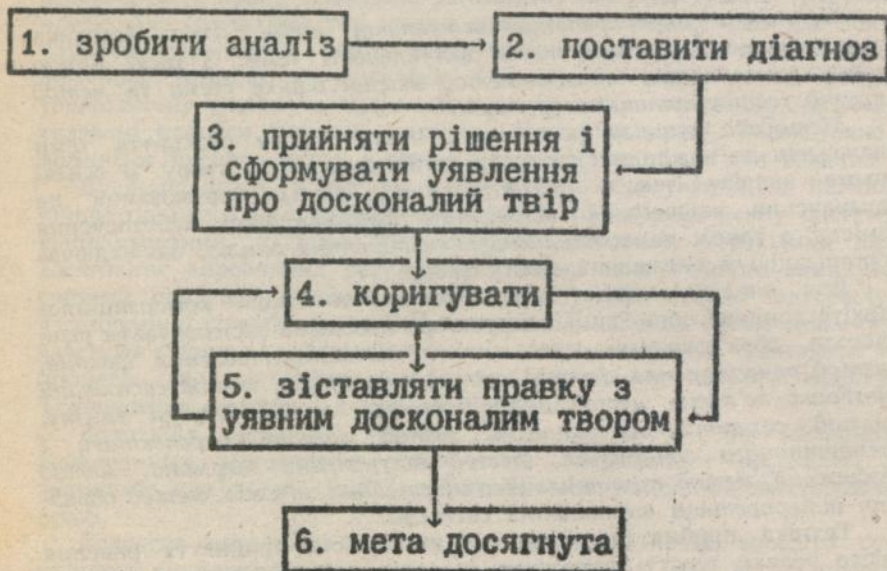 1. зробити аналіз
2. поставити діагноз
3. прийняти рішення і
сформувати уявлення
про досконалий твір
4. коригувати
5. зіставляти правку з
уявним досконалим твором
6. мета досягнута